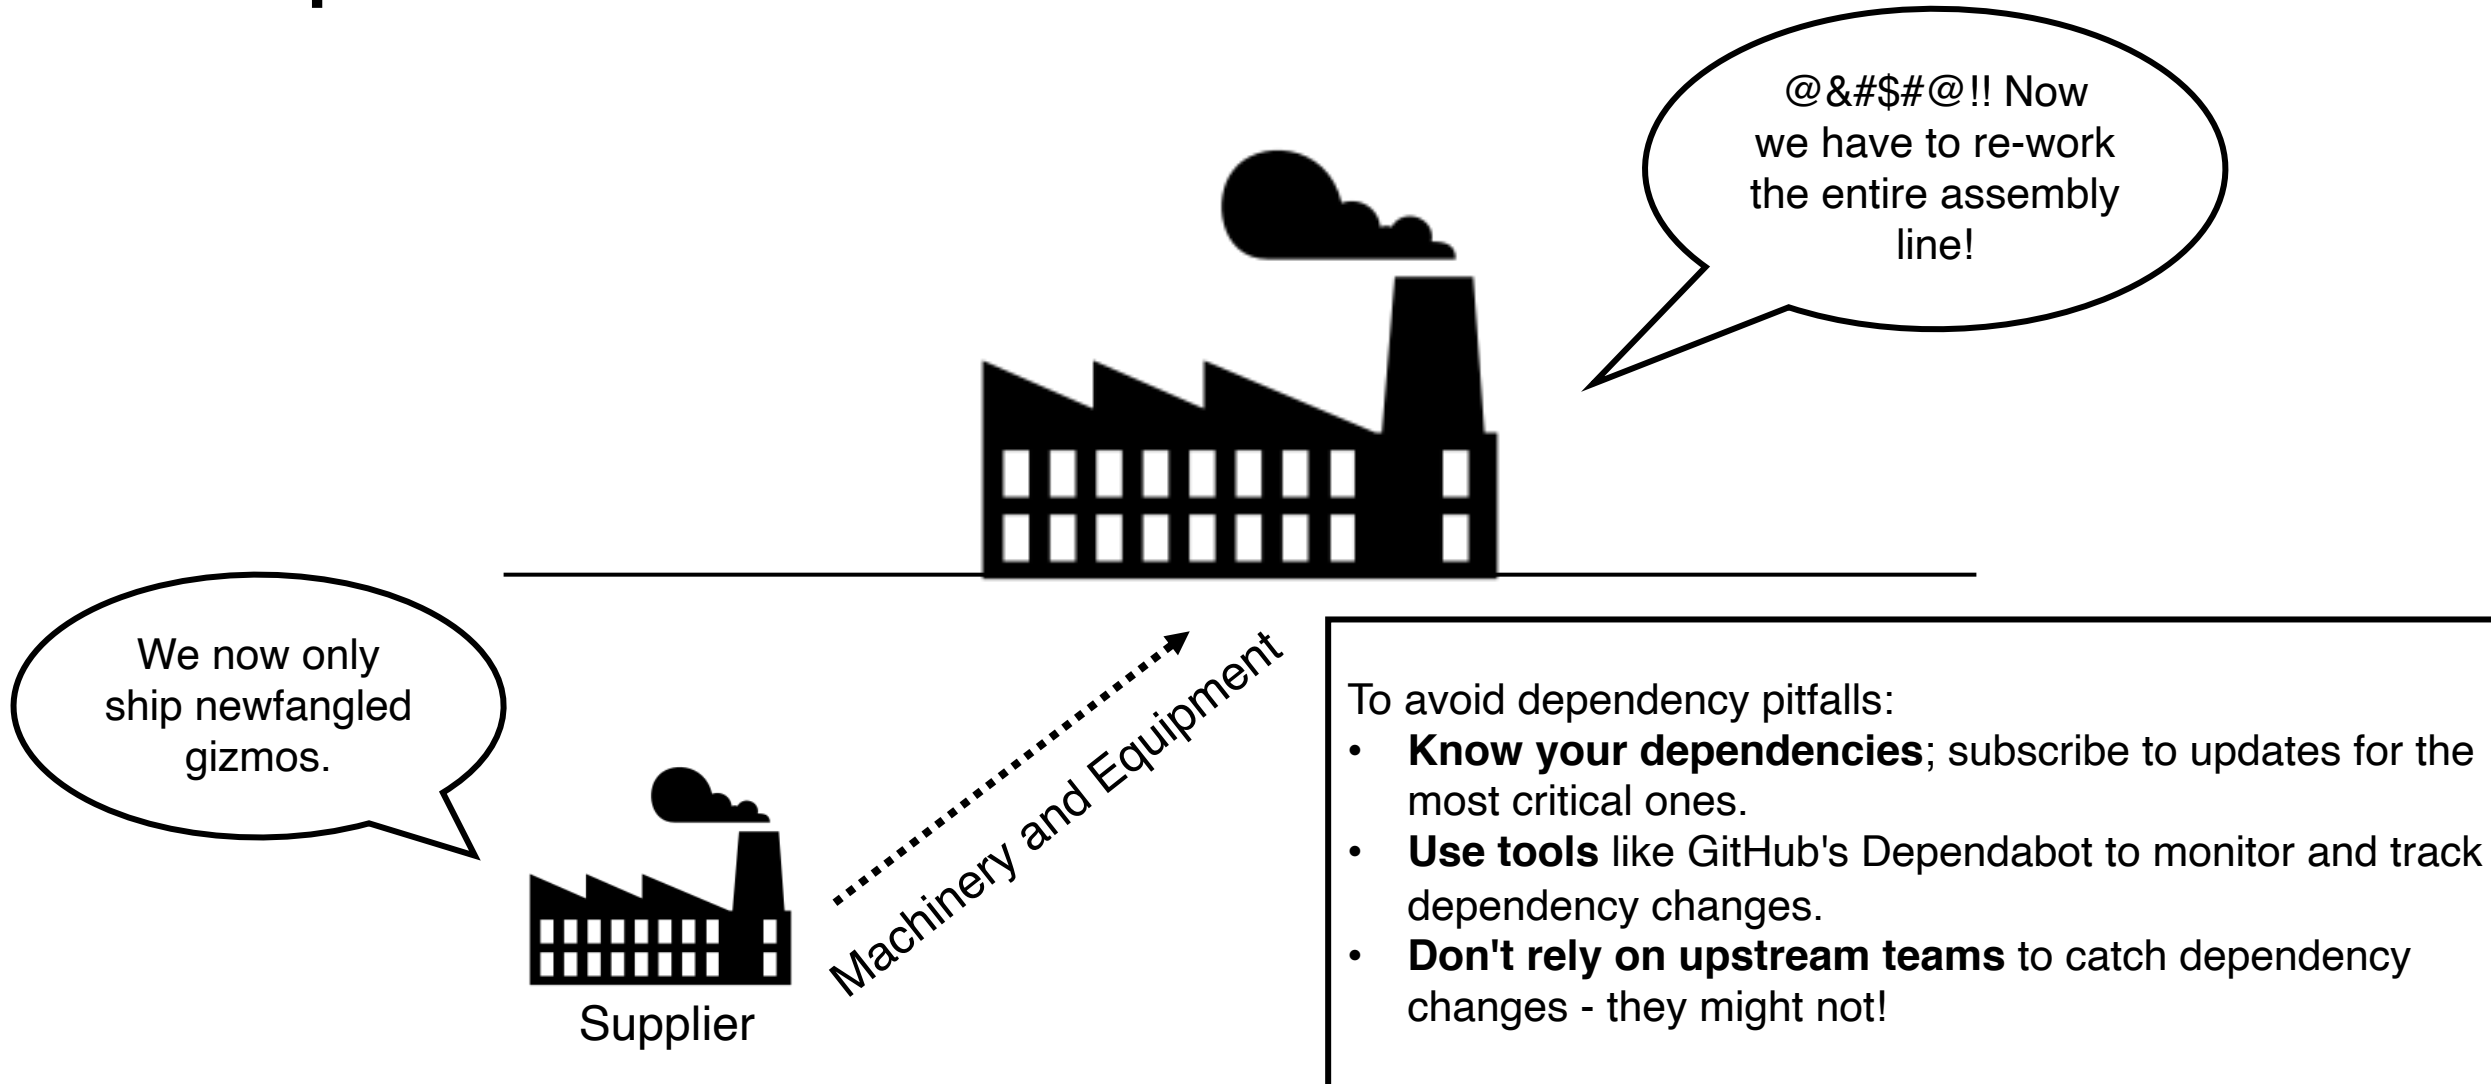 @&#$#@!! Now
we have to re-work
the entire assembly
line!
We now only
ship newfangled
gizmos.
Machinery and Equipment
Supplier
To avoid dependency pitfalls:
• Know your dependencies; subscribe to updates for the
most critical ones.
• Use tools like GitHub's Dependabot to monitor and track
dependency changes.
• Don't rely on upstream teams to catch dependency
changes - they might not!